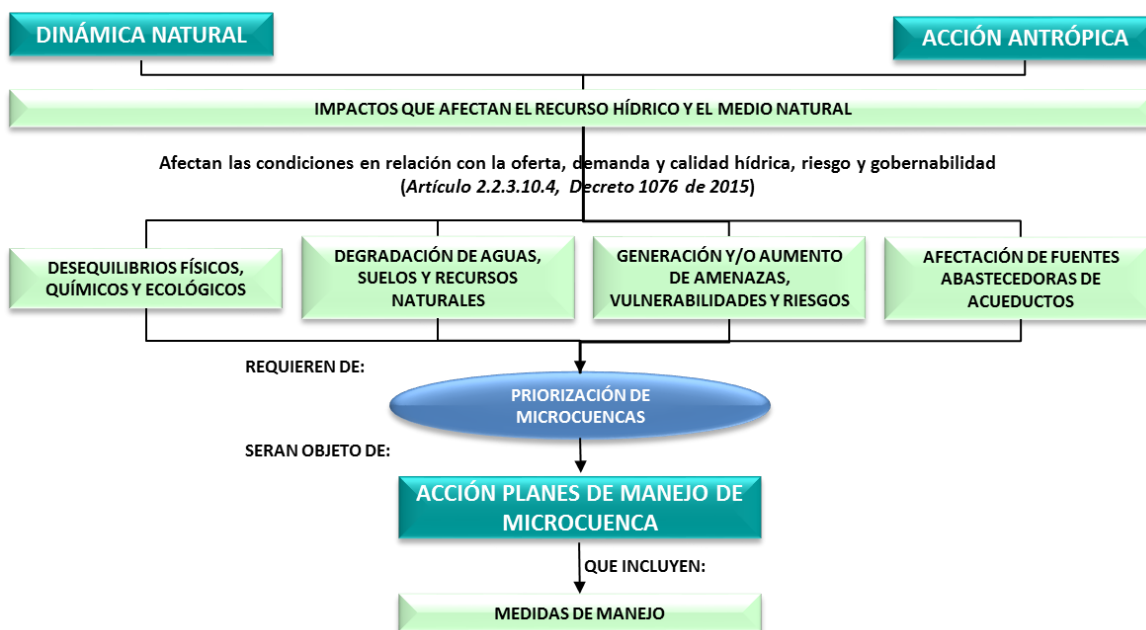 DINÁMICA NATURAL
ACCIÓN ANTRÓPICA
IMPACTOS QUE AFECTAN EL RECURSO HÍDRICO Y EL MEDIO NATURAL
Afectan las condiciones en relación con la oferta, demanda y calidad hídrica, riesgo y gobernabilidad
(Artículo 2.2.3.10.4, Decreto 1076 de 2015)
DESEQUILIBRIOS FÍSICOS,
QUÍMICOS Y ECOLÓGICOS
DEGRADACIÓN DE AGUAS,
SUELOS Y RECURSOS
NATURALES
GENERACIÓN Y/O AUMENTO
DE AMENAZAS,
VULNERABILIDADES Y RIESGOS
AFECTACIÓN DE FUENTES
ABASTECEDORAS DE
ACUEDUCTOS
REQUIEREN DE:
PRIORIZACIÓN DE
MICROCUENCAS
SERAN OBJETO DE:
ACCIÓN PLANES DE MANEJO DE
MICROCUENCA
QUE INCLUYEN:
MEDIDAS DE MANEJO